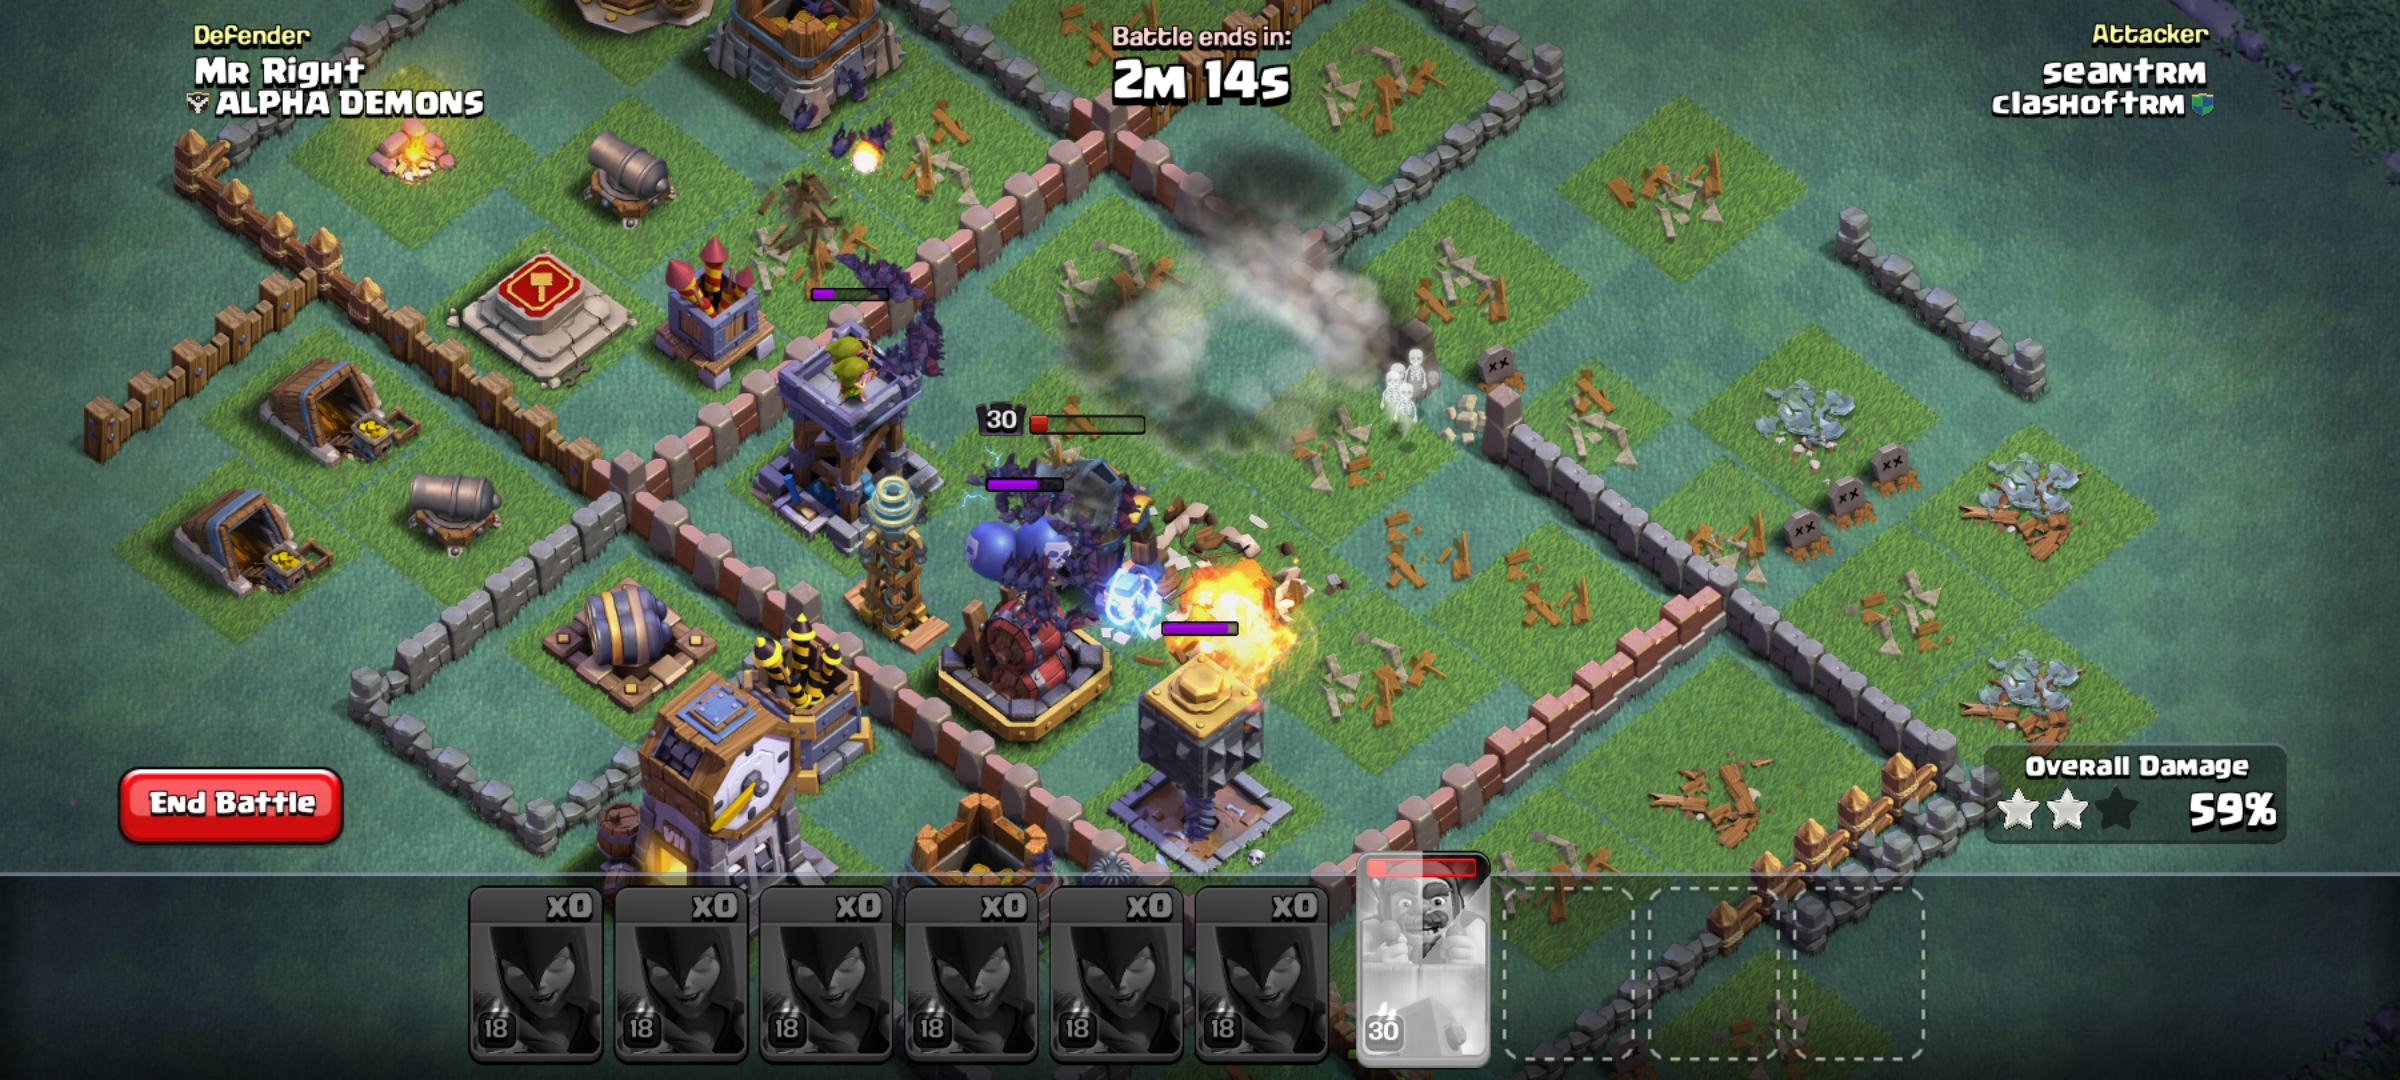 Defender
Mr Right
ALPHA DEMONS
Battle ends in:
2M 14s
Attacker
seantrm
clashoftrm
30
End Battle
Overall Damage
59%
x0
x0
x0
x0
x0
x0
18
18
18
18
18
18
30